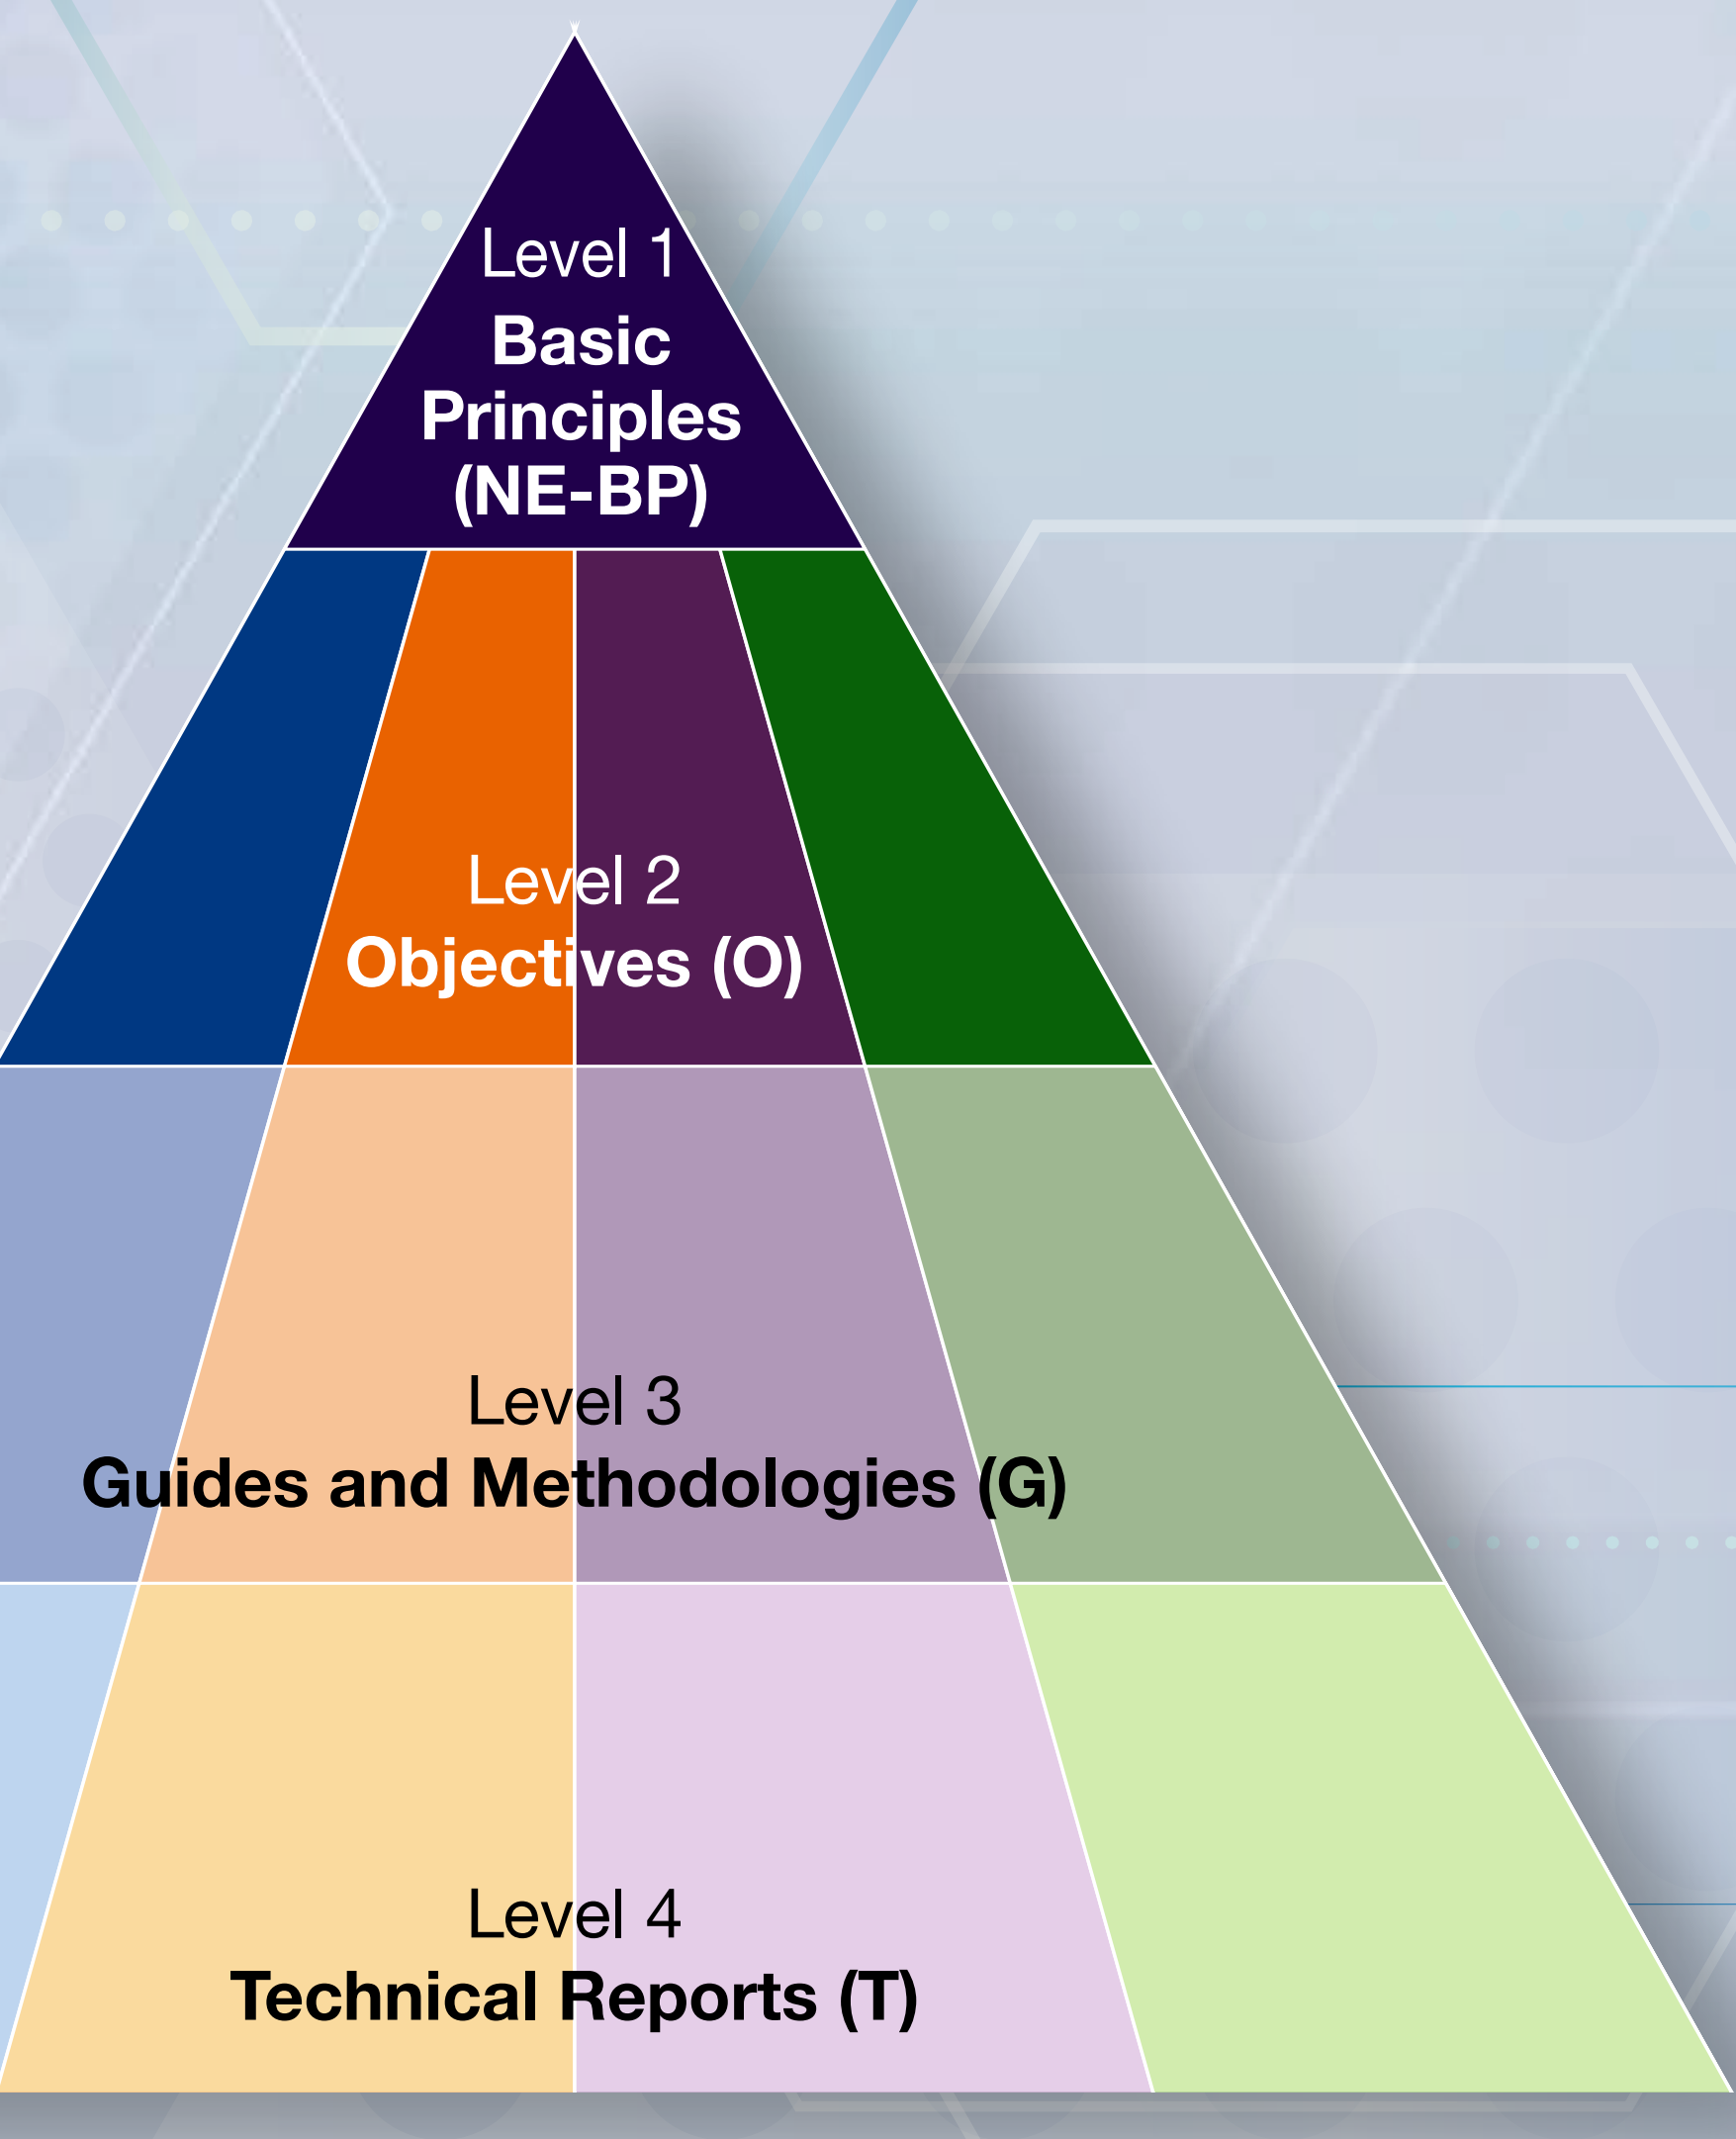 Level 1
Basic
Principles
(NE-BP)
Level 2
Objectives (O)
Level 3
Guides and Methodologies (G)
Level 4
Technical Reports (T)